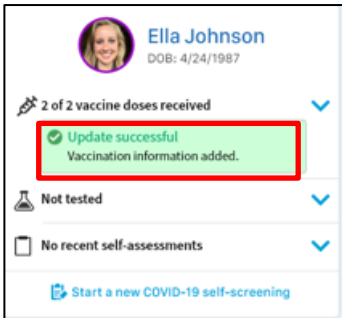 Ella Johnson
DOB: 4/24/1987
2 of 2 vaccine doses received
Update successful
Vaccination information added.
Not tested
No recent self-assessments
Start a new COVID-19 self-screening